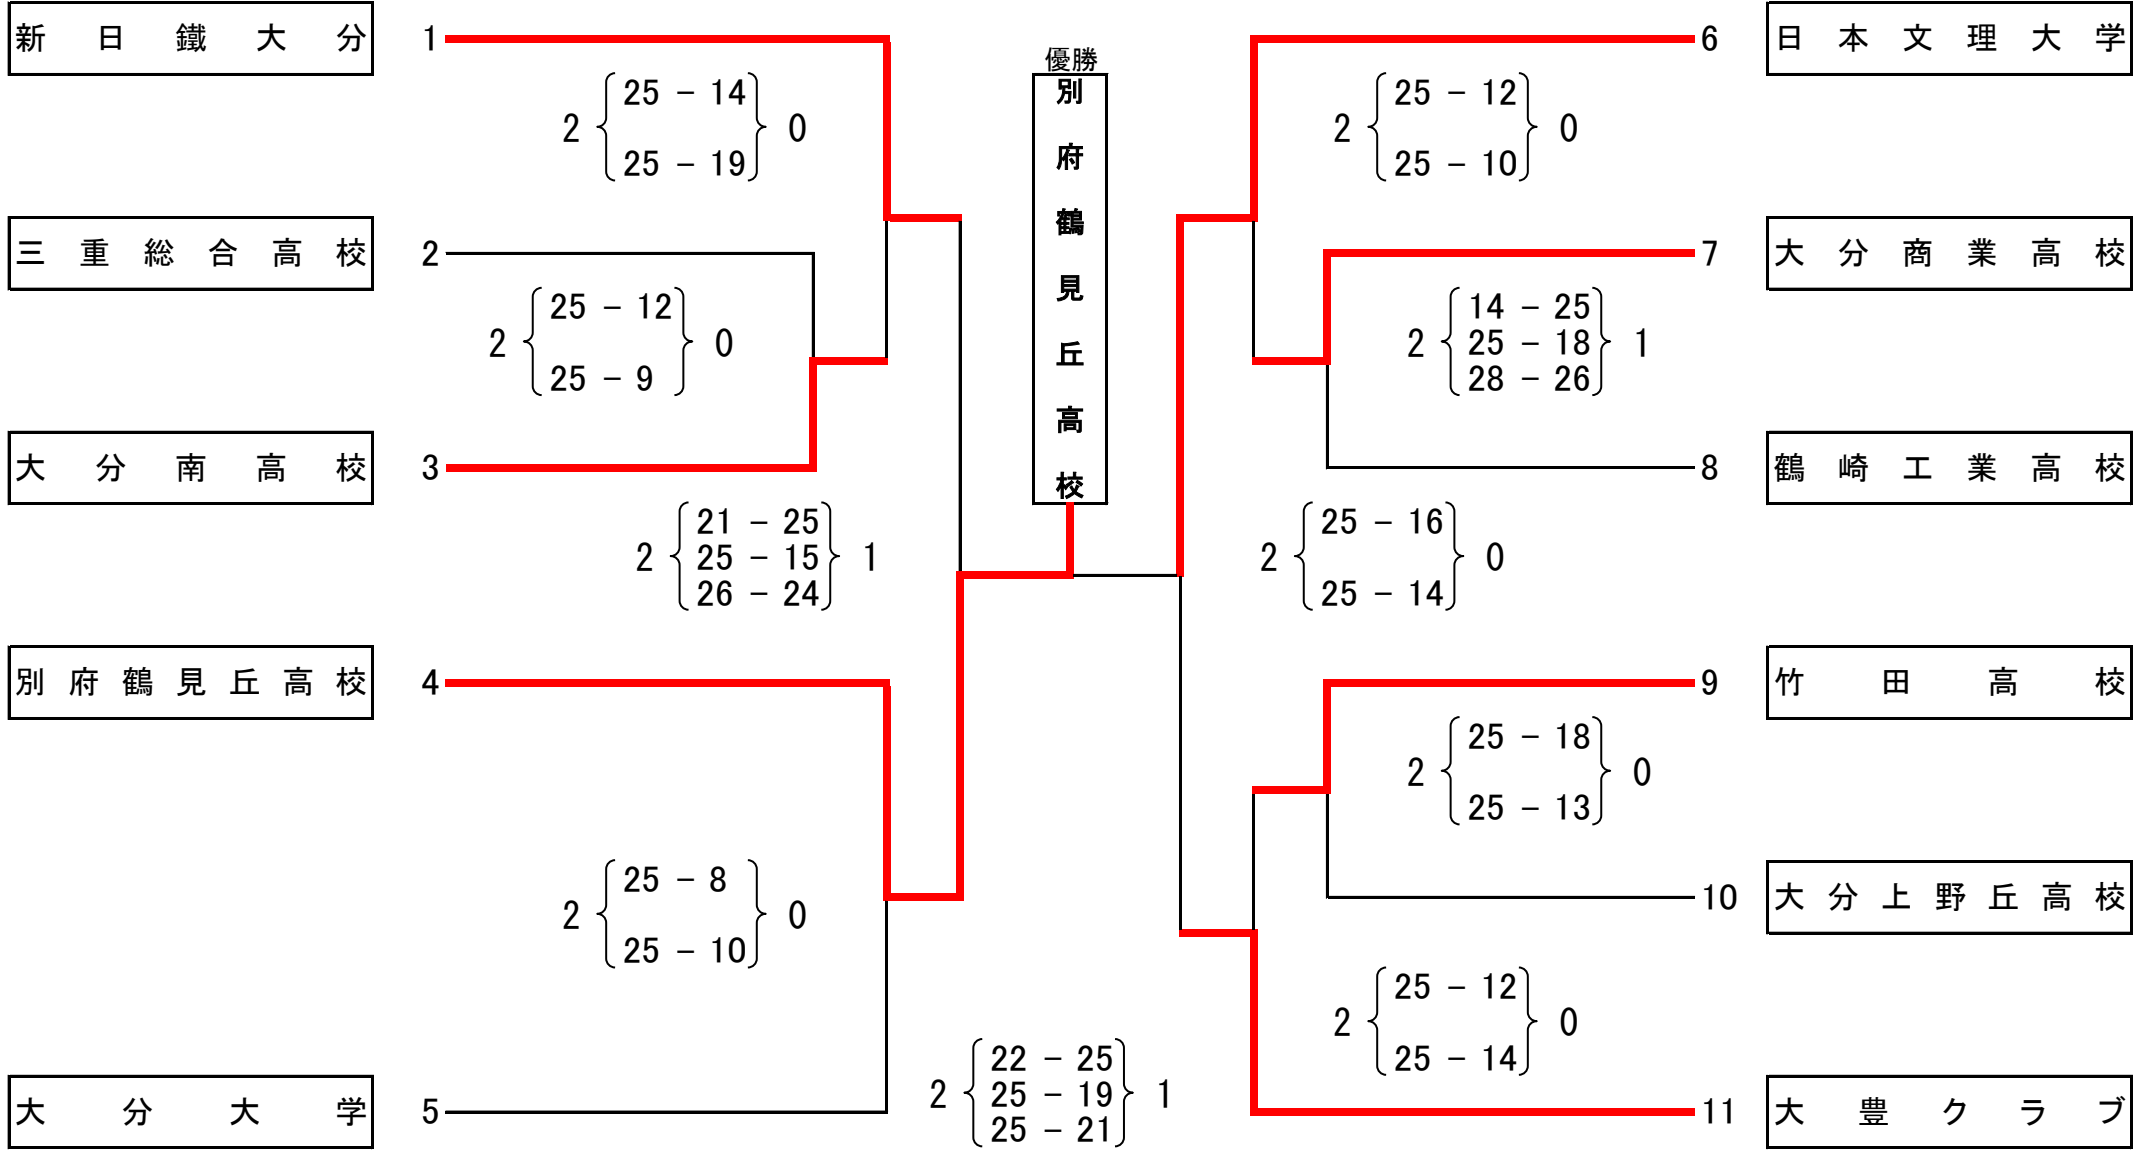 新日鐵大分 1
2 25 － 14 0
25 － 19
三重総合高校 2
2 25 － 12 0
25 － 9
大分南高校 3
2 21 － 25 1
25 － 15
26 － 24
別府鶴見丘高校 4
2 25 － 8 0
25 － 10
大分大学 5
優勝
別府鶴見丘高校
2 22 － 25 1
25 － 19
25 － 21
6 日本文理大学
2 25 － 12 0
25 － 10
7 大分商業高校
2 14 － 25 1
25 － 18
28 － 26
8 鶴崎工業高校
2 25 － 16 0
25 － 14
9 竹田高校
2 25 － 18 0
25 － 13
10 大分上野丘高校
2 25 － 12 0
25 － 14
11 大豊クラブ